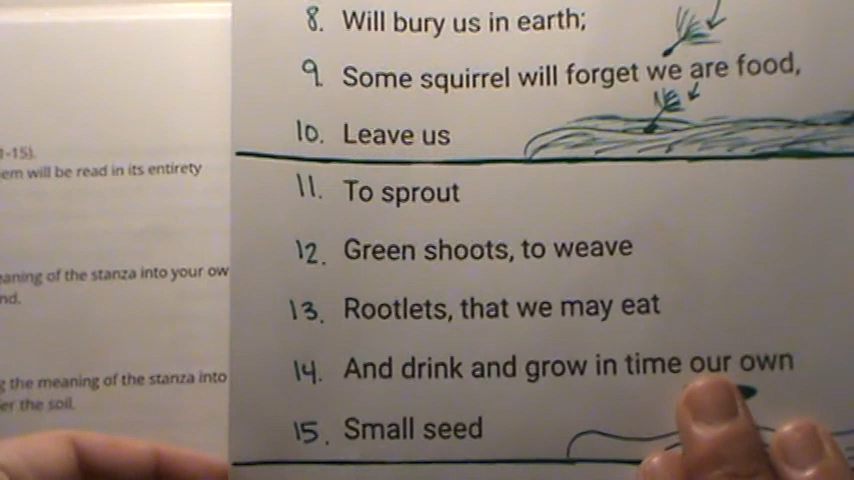 8. Will bury us in earth;
9. Some squirrel will forget we are food,
10. Leave us
1-15).
em will be read in its entirety
11. To sprout
12. Green shoots, to weave
eaning of the stanza into your ow
nd.
13. Rootlets, that we may eat
14. And drink and grow in time our own
g the meaning of the stanza into
er the soil.
15. Small seed